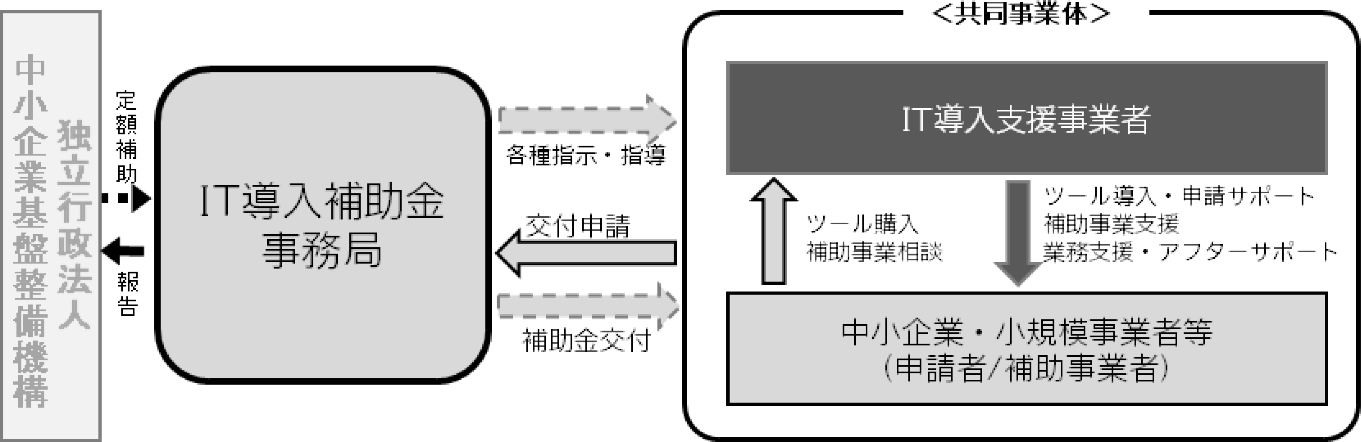 <共同事業体>
独立行政法人
中小企業基盤整備機構
定額補助
報告
IT導入補助金
事務局
各種指示・指導
交付申請
補助金交付
IT導入支援事業者
ツール購入
補助事業相談
ツール導入・申請サポート
補助事業支援
業務支援・アフターサポート
中小企業・小規模事業者等
(申請者/補助事業者)